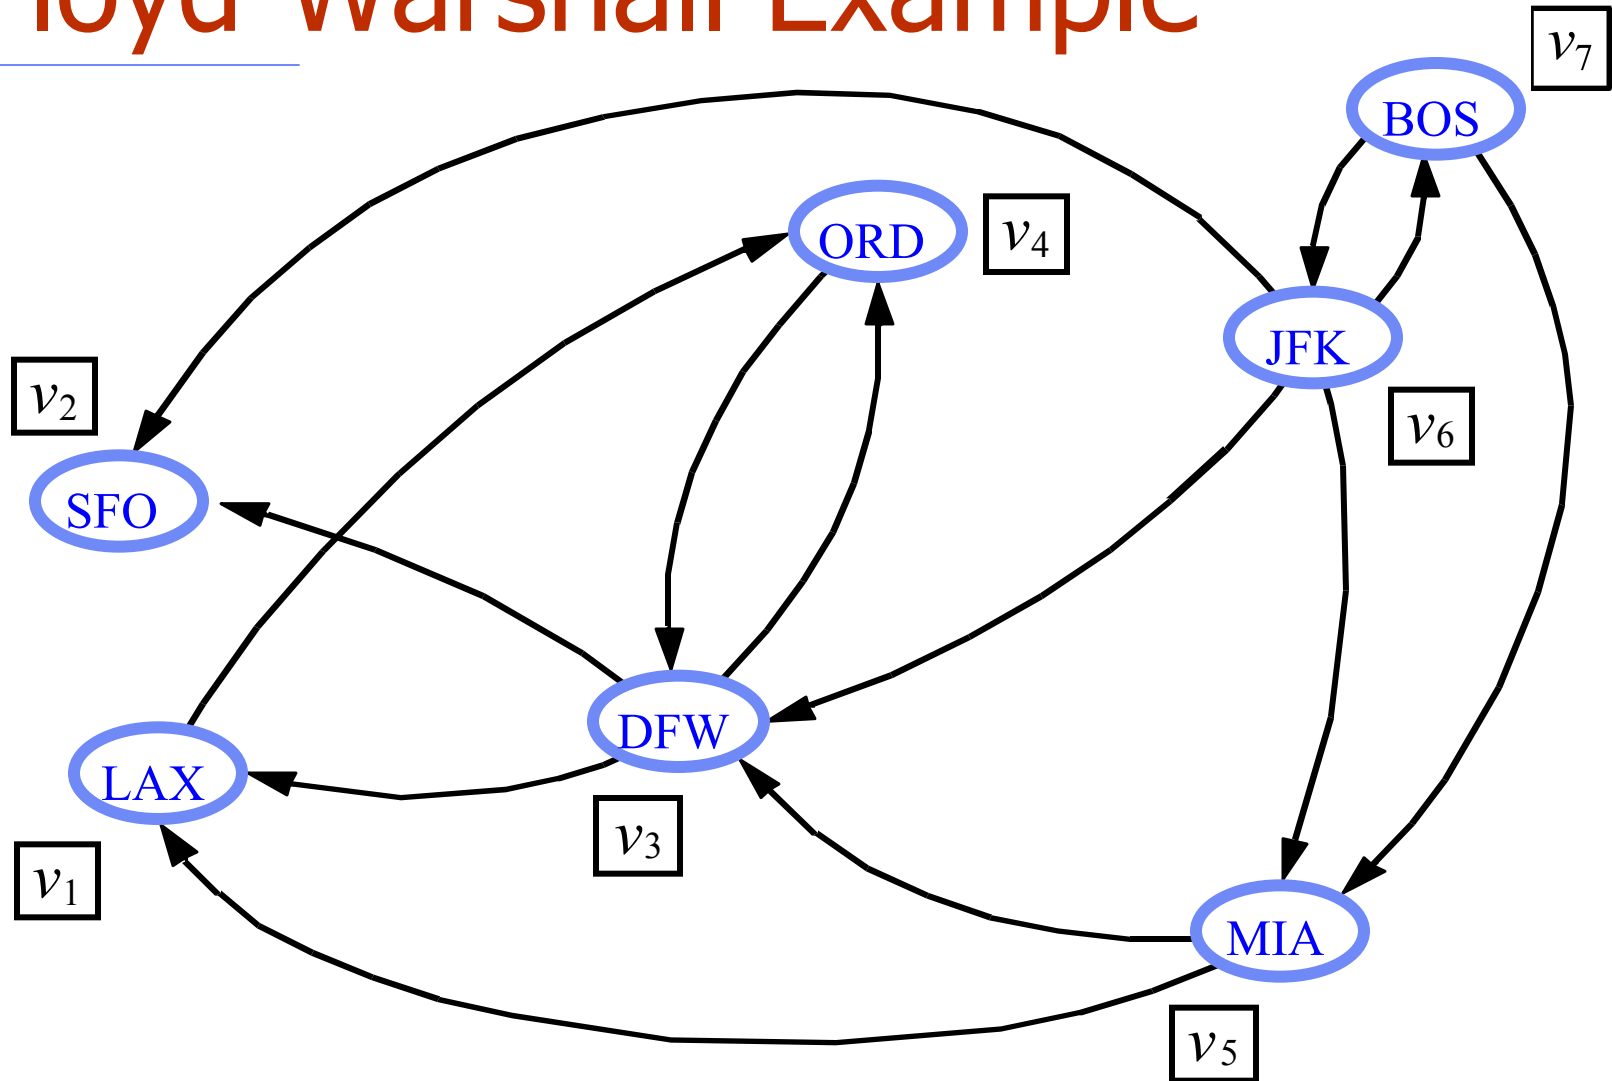 loyd Warshall Example
v7
BOS
ORD
v4
JFK
v2
v6
SFO
DFW
LAX
v3
v1
MIA
v5